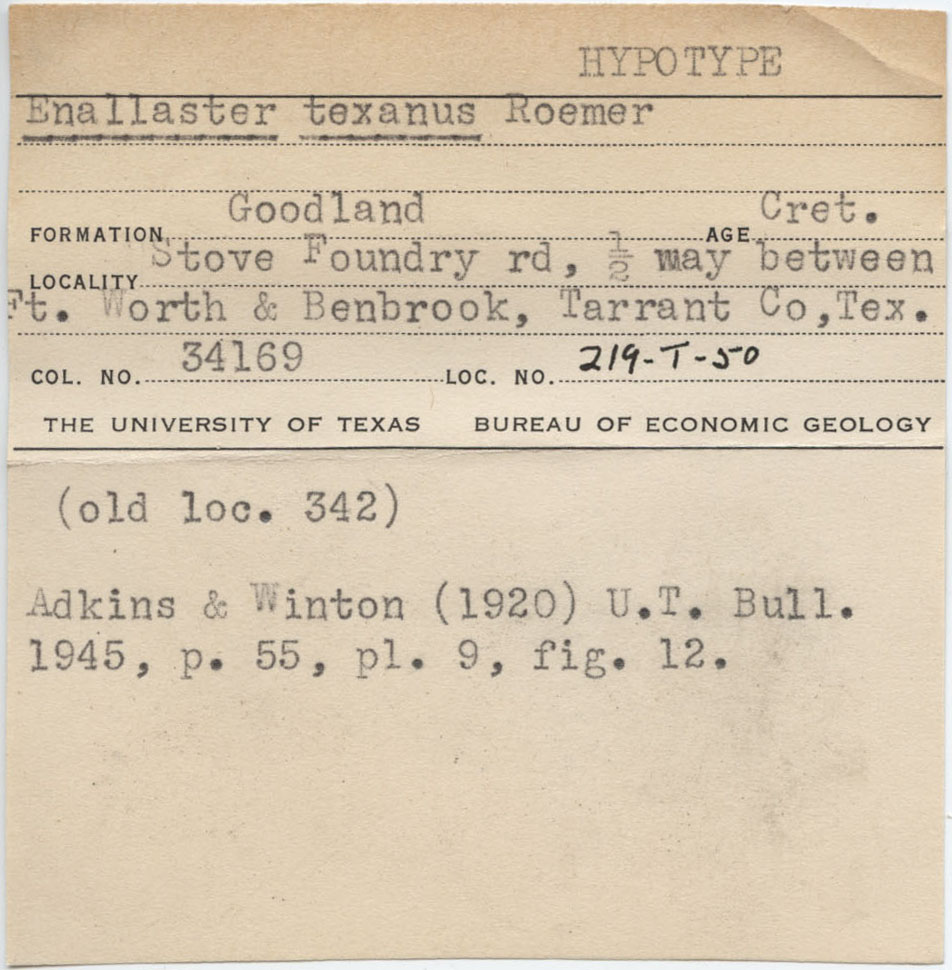 HYPOTYPE
Enallaster texanus Roemer
FORMATION Goodland AGE Cret.
LOCALITY Stove Foundry rd, ½ way between
Ft. Worth & Benbrook, Tarrant Co,Tex.
COL. NO. 34169 LOC. NO. 219-T-50
THE UNIVERSITY OF TEXAS BUREAU OF ECONOMIC GEOLOGY
(old loc. 342)
Adkins & Winton (1920) U.T. Bull.
1945, p. 55, pl. 9, fig. 12.